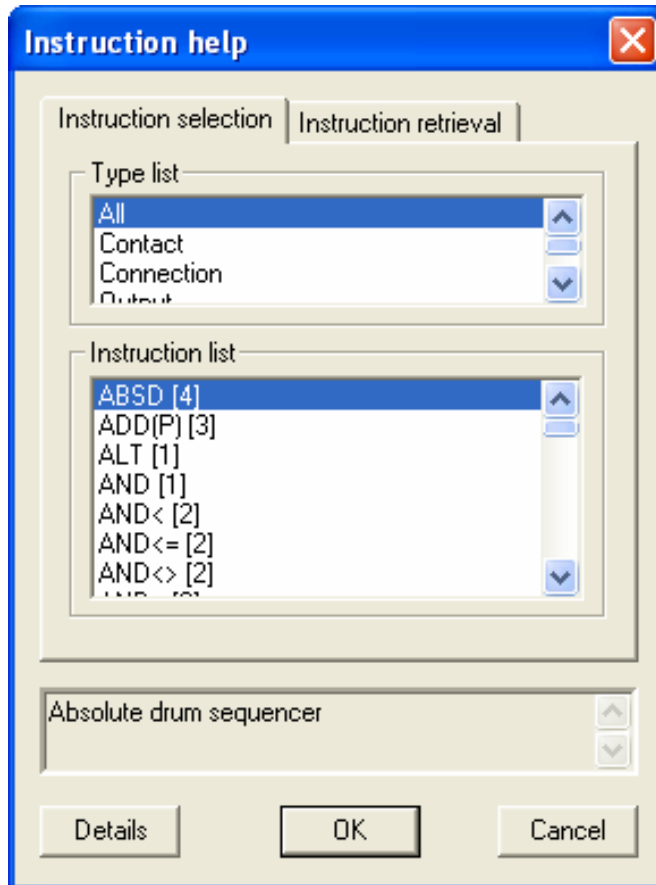 Instruction help
Instruction selection
Instruction retrieval
Type list
All
Contact
Connection
Output
Instruction list
ABSD [4]
ADD(P) [3]
ALT [1]
AND [1]
AND< [2]
AND<= [2]
AND<> [2]
Absolute drum sequencer
Details
OK
Cancel